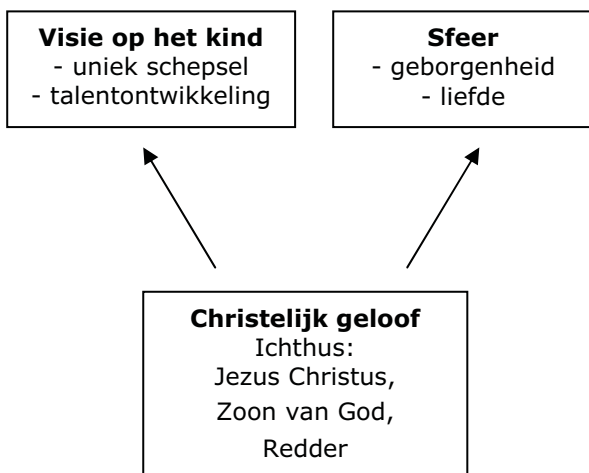 Visie op het kind
- uniek schepsel
- talentontwikkeling
Sfeer
- geborgenheid
- liefde
Christelijk geloof
Ichthus:
Jezus Christus,
Zoon van God,
Redder